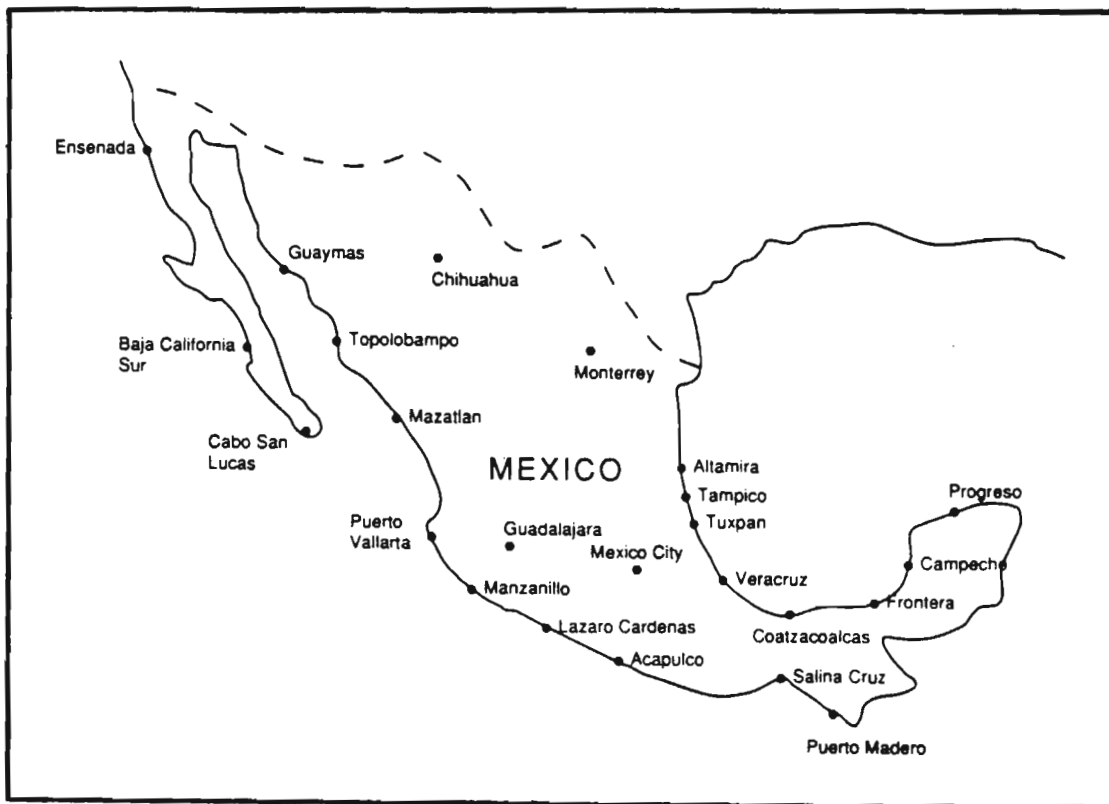 Ensenada
Guaymas
Chihuahua
Baja California
Sur
Topolobampo
Monterrey
Cabo San
Lucas
Mazatlan
MEXICO
Altamira
Tampico
Tuxpan
Progreso
Puerto
Vallarta
Guadalajara
Mexico City
Campech
Veracruz
Manzanillo
Frontera
Coatzacoalcas
Lazaro Cardenas
Acapulco
Salina Cruz
Puerto Madero